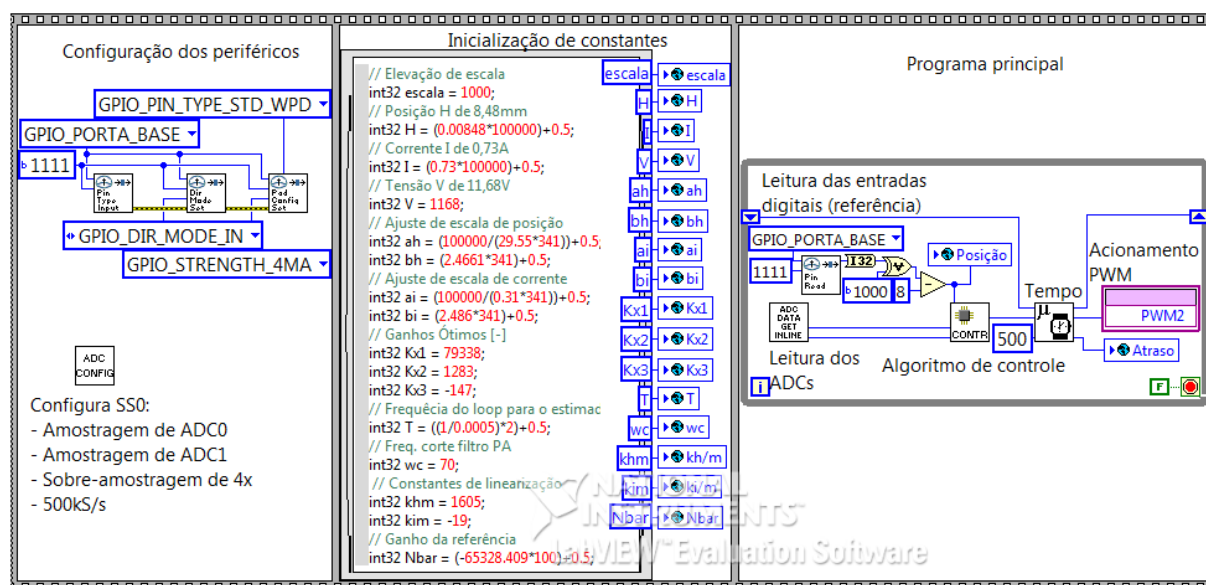 Configuração dos periféricos
GPIO_PIN_TYPE_STD_WPD
GPIO_PORTA_BASE
b 1111
Pin Type Input
Dir Mode Set
Pad Config Set
GPIO_DIR_MODE_IN
GPIO_STRENGTH_4MA
ADC CONFIG
Configura SS0:
- Amostragem de ADC0
- Amostragem de ADC1
- Sobre-amostragem de 4x
- 500kS/s
Inicialização de constantes
// Elevação de escala
int32 escala = 1000;
// Posição H de 8,48mm
int32 H = (0.00848*100000)+0.5;
// Corrente I de 0,73A
int32 I = (0.73*100000)+0.5;
// Tensão V de 11,68V
int32 V = 1168;
// Ajuste de escala de posição
int32 ah = (100000/(29.55*341))+0.5;
int32 bh = (2.4661*341)+0.5;
// Ajuste de escala de corrente
int32 ai = (100000/(0.31*341))+0.5;
int32 bi = (2.486*341)+0.5;
// Ganhos Ótimos [-]
int32 Kx1 = 79338;
int32 Kx2 = 1283;
int32 Kx3 = -147;
// Frequêcia do loop para o estimac
int32 T = ((1/0.0005)*2)+0.5;
// Freq. corte filtro PA
int32 wc = 70;
// Constantes de linearização
int32 khm = 1605;
int32 kim = -19;
// Ganho da referência
int32 Nbar = (-65328.409*100)+0.5;
escala escala
H H
I I
V V
ah ah
bh bh
ai ai
bi bi
Kx1 Kx1
Kx2 Kx2
Kx3 Kx3
T T
wc wc
khm kh/m
kim ki/m
Nbar Nbar
Programa principal
Leitura das entradas
digitais (referência)
GPIO_PORTA_BASE
1111
Pin Read
I32
b 1000
8
Posição
ADC DATA GET INLINE
CONTR
500
Tempo
µ
Acionamento
PWM
PWM2
Atraso
Leitura dos
ADCs
Algoritmo de controle
i
F
NATIONAL
INSTRUMENTS™
LabVIEW™ Evaluation Software